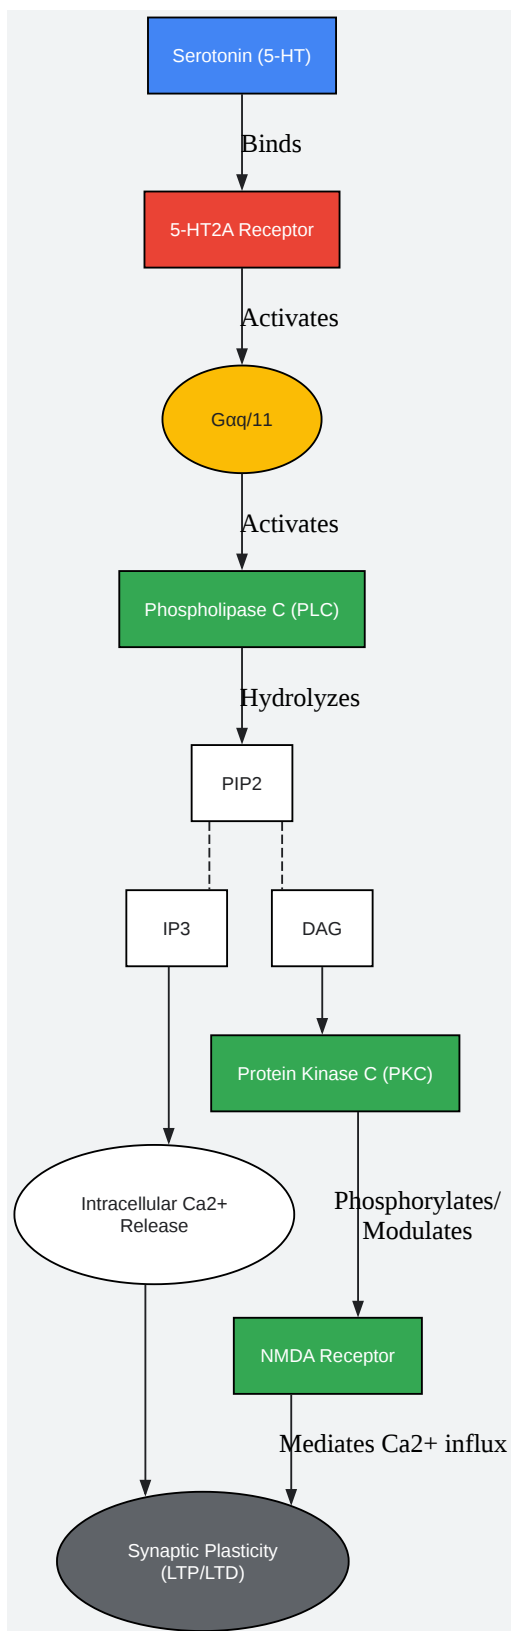 Serotonin (5-HT)
Binds
5-HT2A Receptor
Activates
Gαq/11
Activates
Phospholipase C (PLC)
Hydrolyzes
PIP2
IP3
DAG
Protein Kinase C (PKC)
Intracellular Ca2+
Release
Phosphorylates/
Modulates
NMDA Receptor
Mediates Ca2+ influx
Synaptic Plasticity
(LTP/LTD)